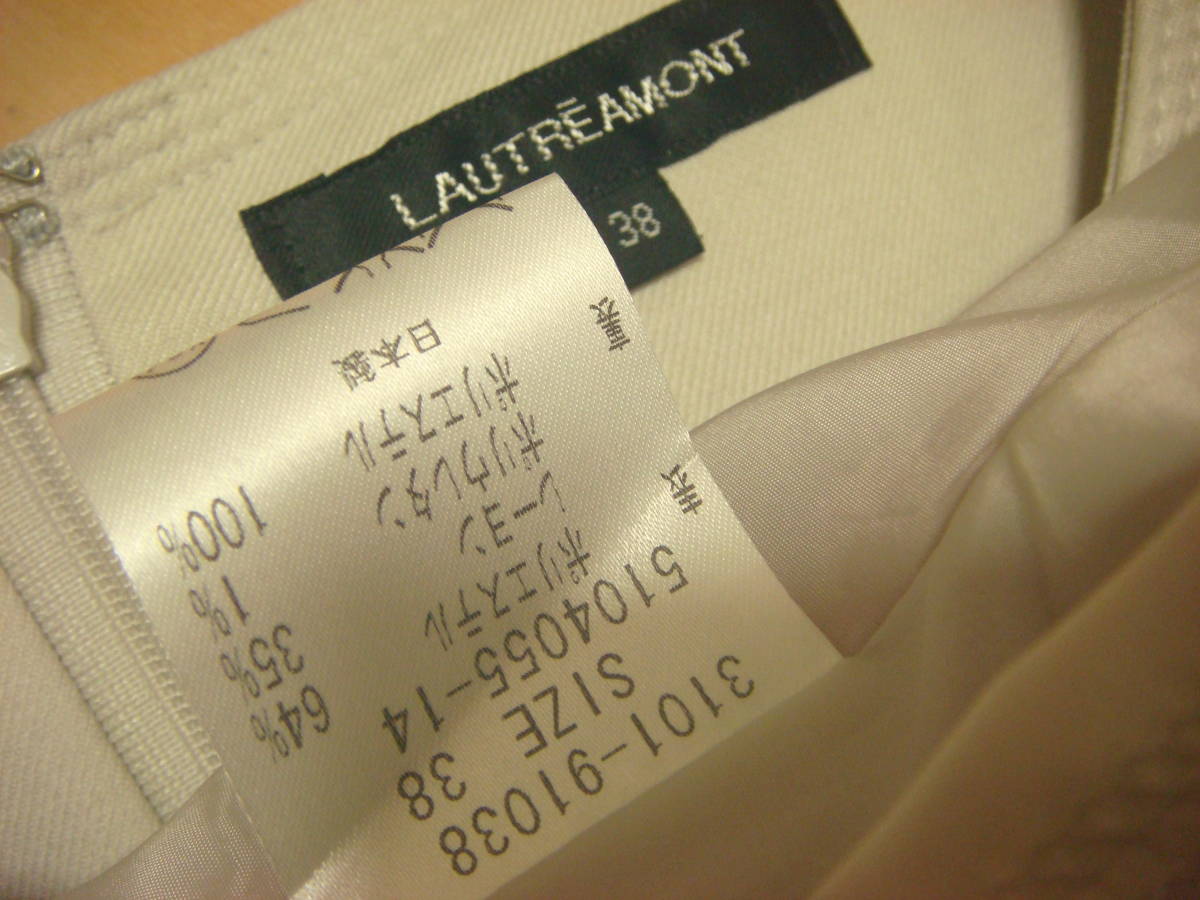 LAUTRĒAMONT
38
3101-91038
SIZE 38
5104055-14
表
ポリエステル 64%
レーヨン 35%
ポリウレタン 1%
裏
ポリエステル 100%
日本製